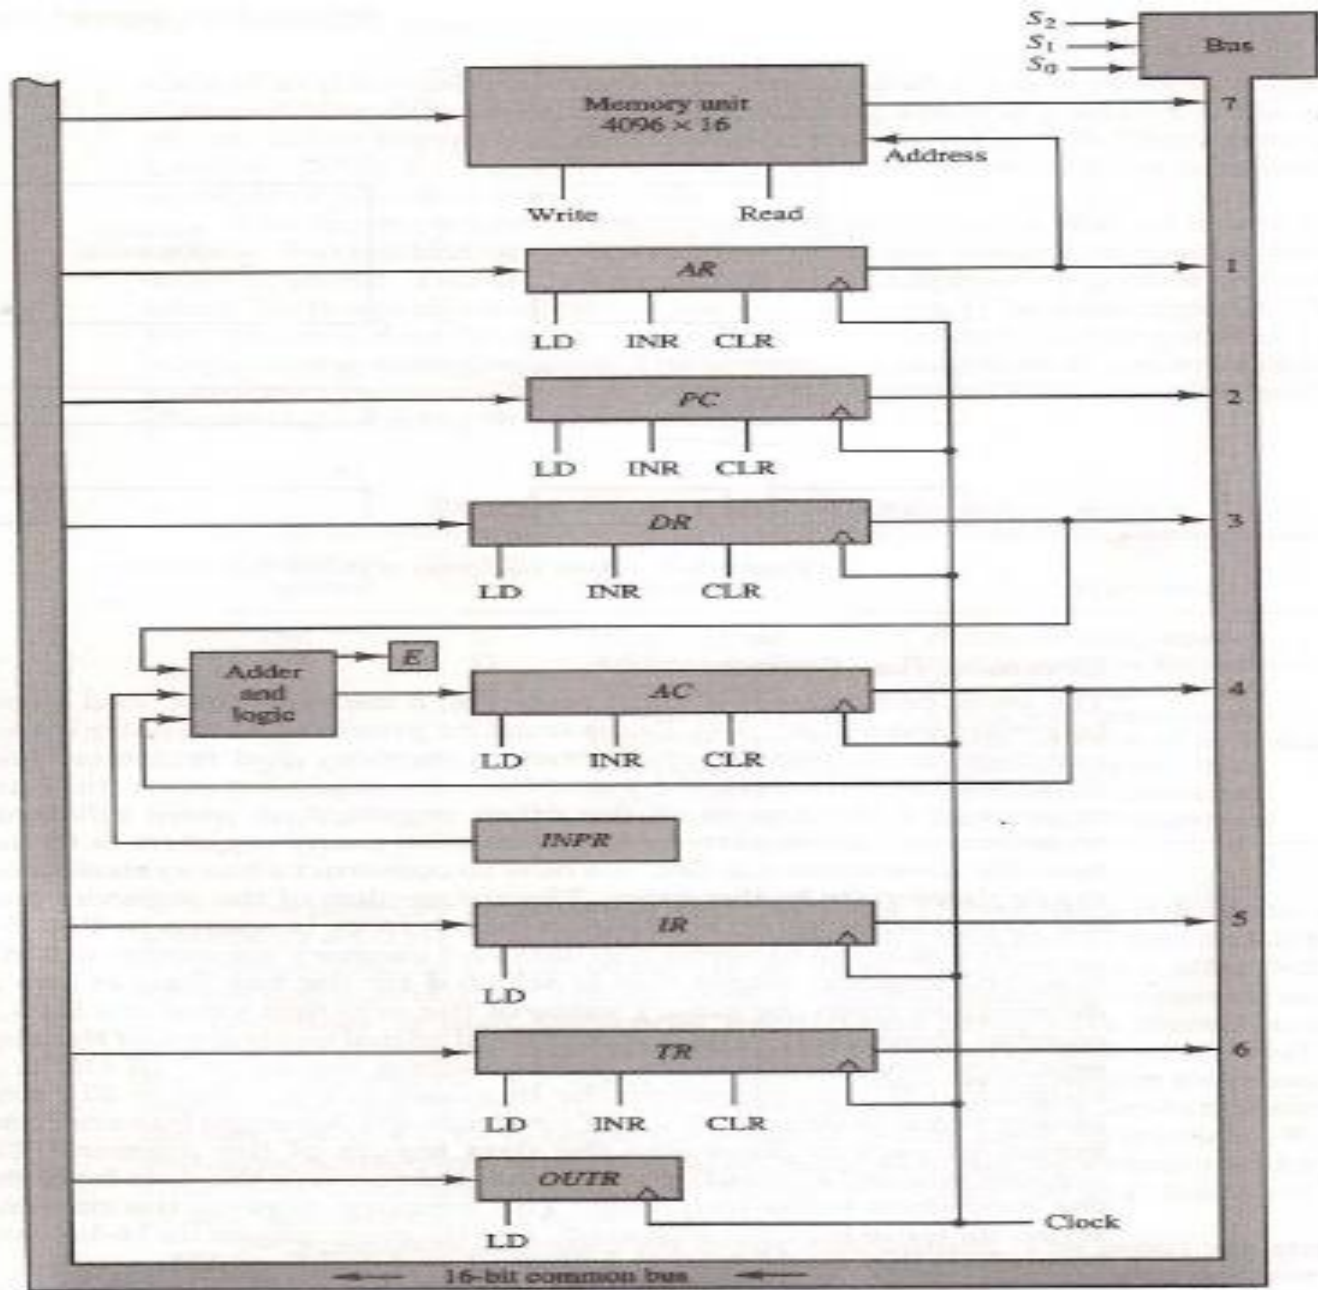 S2
S1
S0
Bus
Memory unit
4096 × 16
7
Address
Write Read
AR
1
LD INR CLR
PC
2
LD INR CLR
DR
3
LD INR CLR
Adder
and
logic
E
AC
4
LD INR CLR
INPR
IR
5
LD
TR
6
LD INR CLR
OUTR
LD
Clock
16-bit common bus